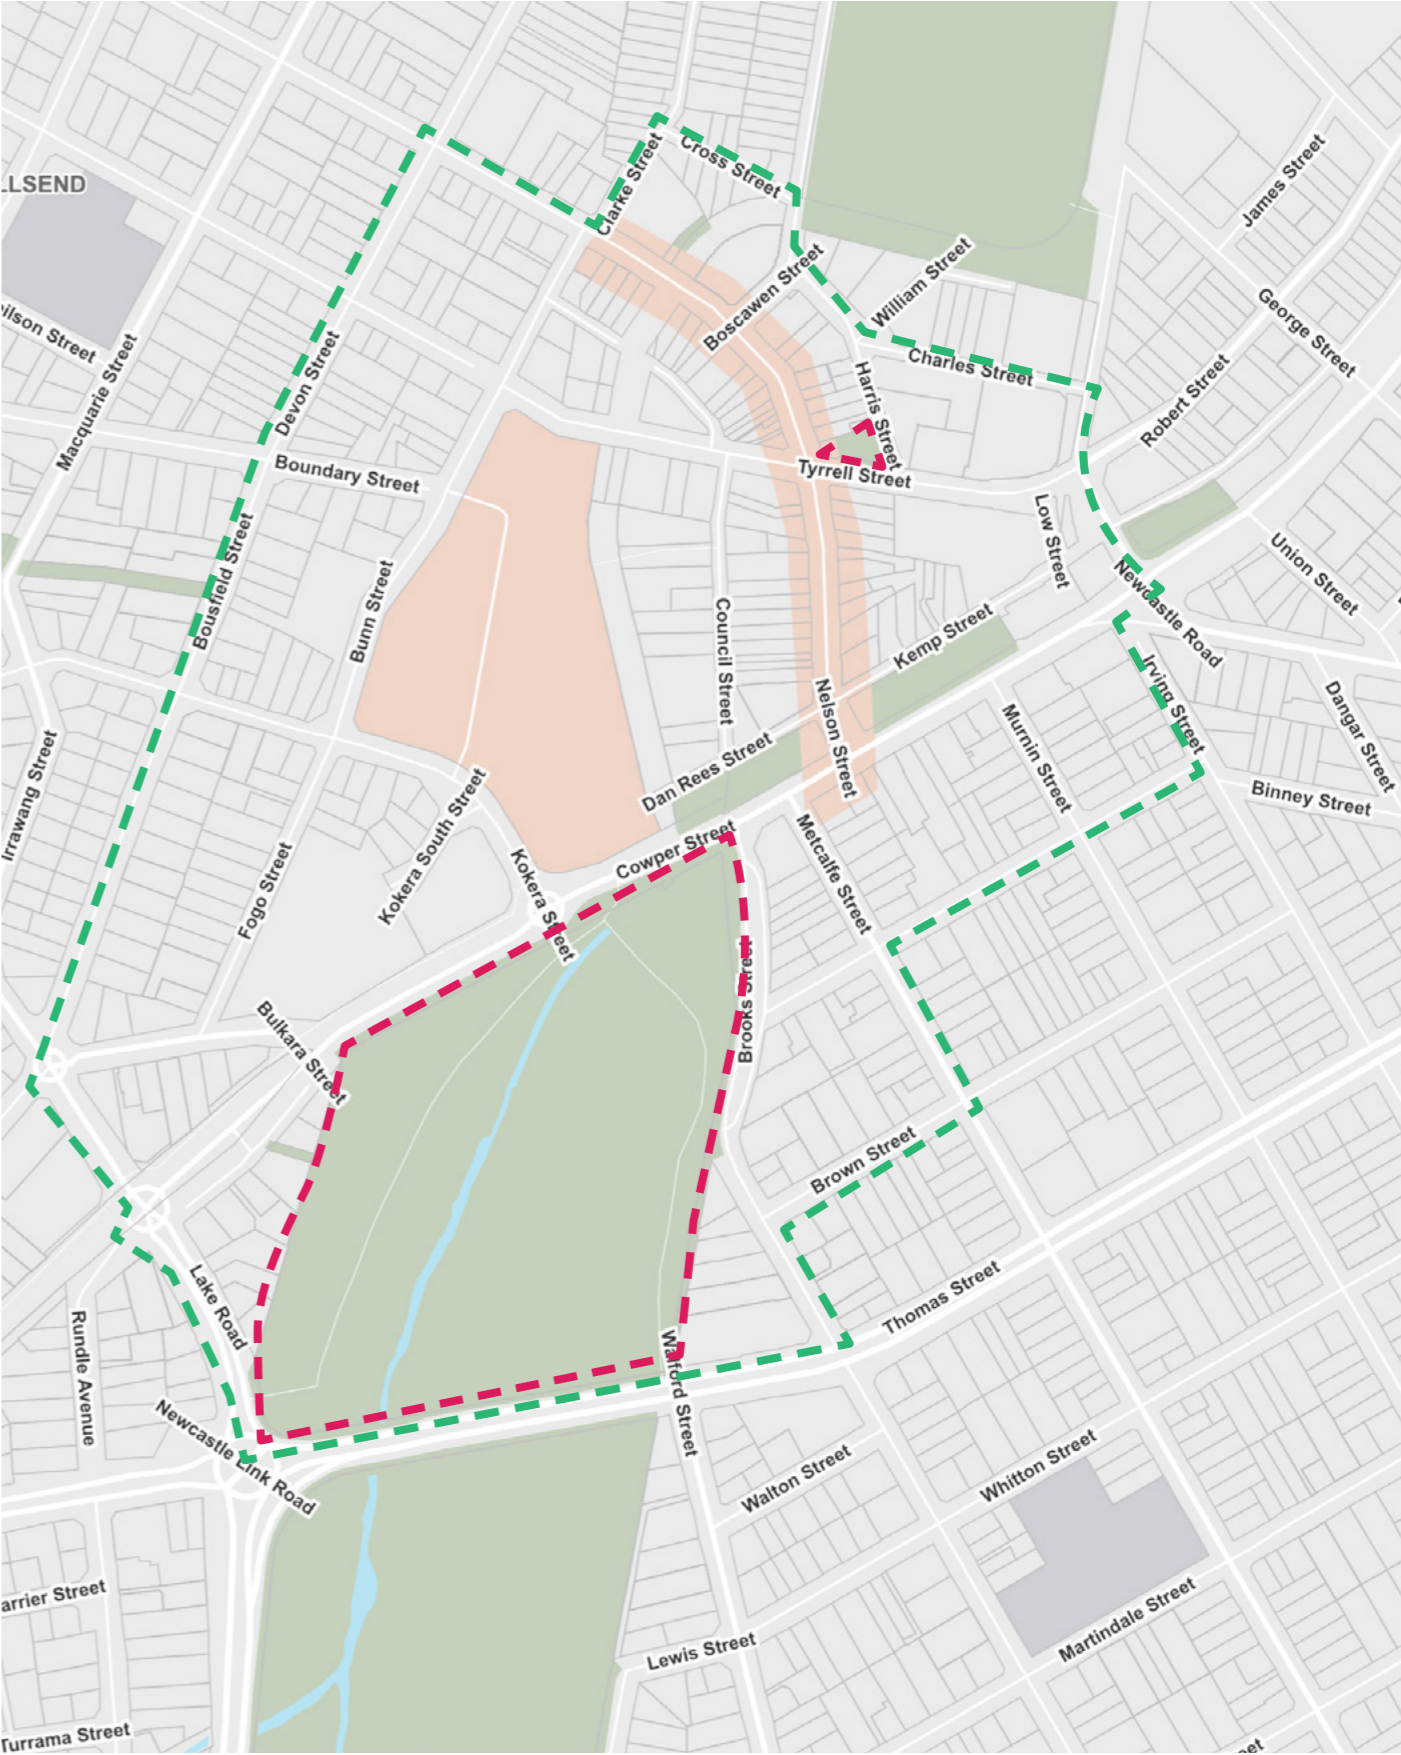 Clarke Street
Cross Street
LLSEND
James Street
William Street
Boscawen Street
George Street
ilson Street
Macquarie Street
Devon Street
Charles Street
Harris Street
Robert Street
Boundary Street
Tyrrell Street
Low Street
Bousfield Street
Bunn Street
Union Street
Newcastle Road
Kemp Street
Council Street
Irving Street
Nelson Street
Murnin Street
Dangar Street
Irrawang Street
Dan Rees Street
Binney Street
Kokera South Street
Cowper Street
Metcalfe Street
Fogo Street
Kokera Street
Brooks Street
Bulkara Street
Brown Street
Lake Road
Thomas Street
Rundle Avenue
Walford Street
Newcastle Link Road
Walton Street
Whitton Street
arrier Street
Martindale Street
Lewis Street
Turrama Street
et